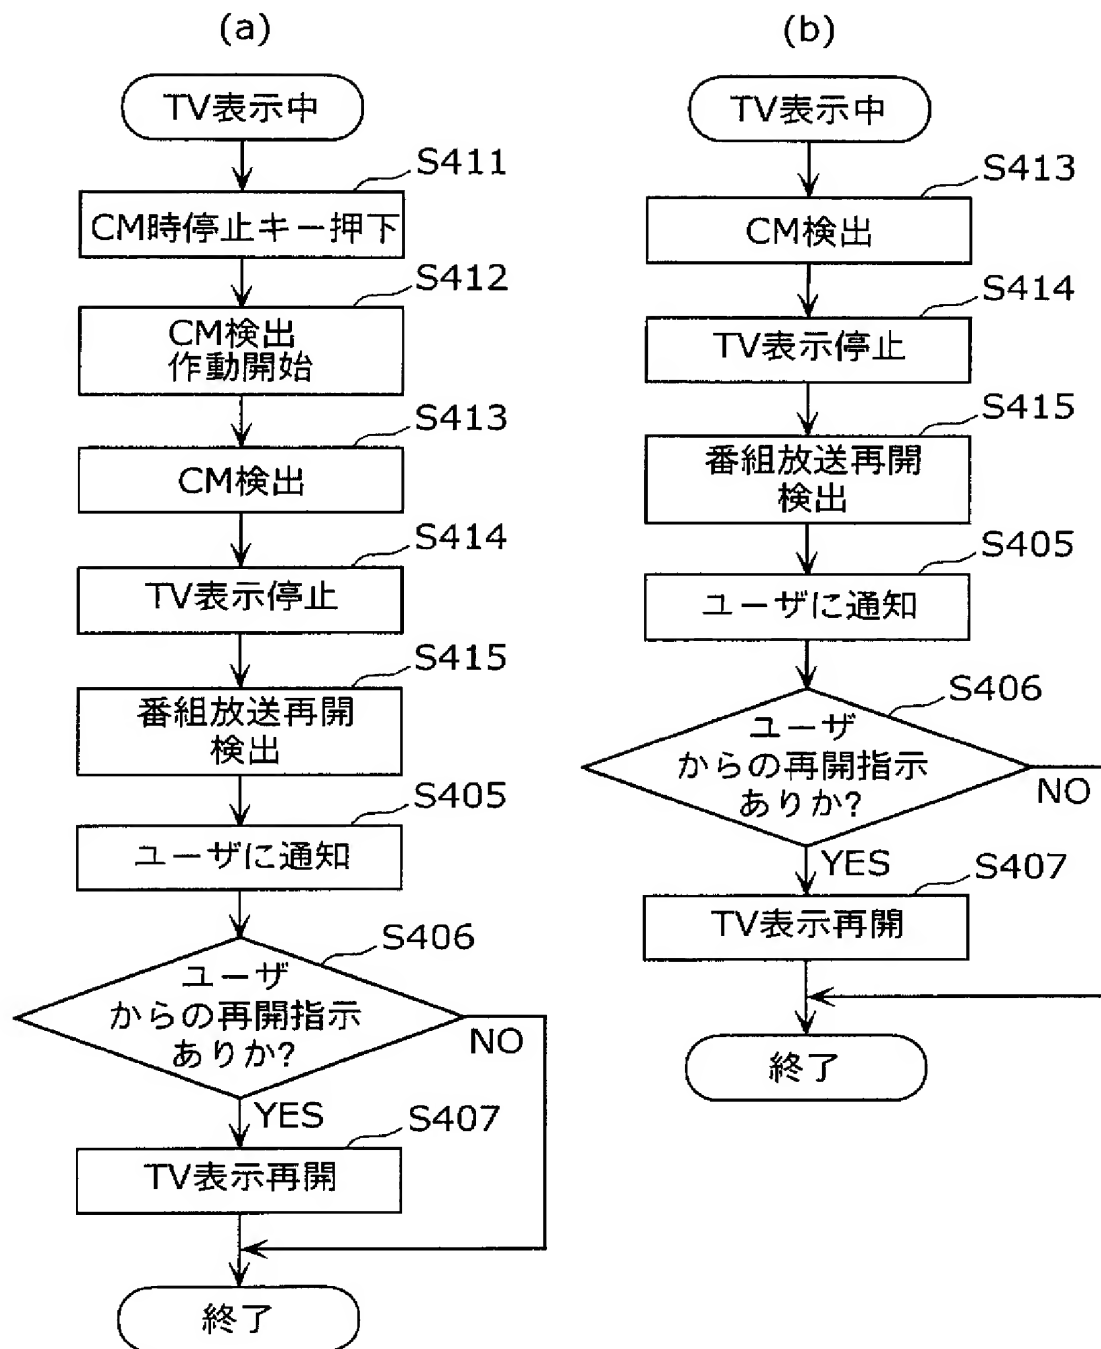 (a)
TV表示中
S411
CM時停止キー押下
S412
CM検出
作動開始
S413
CM検出
S414
TV表示停止
S415
番組放送再開
検出
S405
ユーザに通知
S406
ユーザ
からの再開指示
ありか?
NO
YES
S407
TV表示再開
終了
(b)
TV表示中
S413
CM検出
S414
TV表示停止
S415
番組放送再開
検出
S405
ユーザに通知
S406
ユーザ
からの再開指示
ありか?
NO
YES
S407
TV表示再開
終了